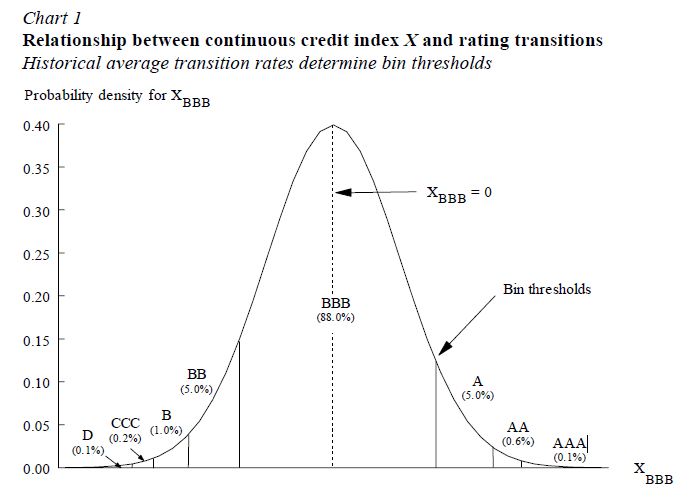 Chart 1
Relationship between continuous credit index X and rating transitions
Historical average transition rates determine bin thresholds
Probability density for X_BBB
0.40
0.35
0.30
0.25
0.20
0.15
0.10
0.05
0.00
X_BBB = 0
Bin thresholds
BBB
(88.0%)
BB
(5.0%)
B
(1.0%)
CCC
(0.2%)
D
(0.1%)
A
(5.0%)
AA
(0.6%)
AAA
(0.1%)
X_BBB